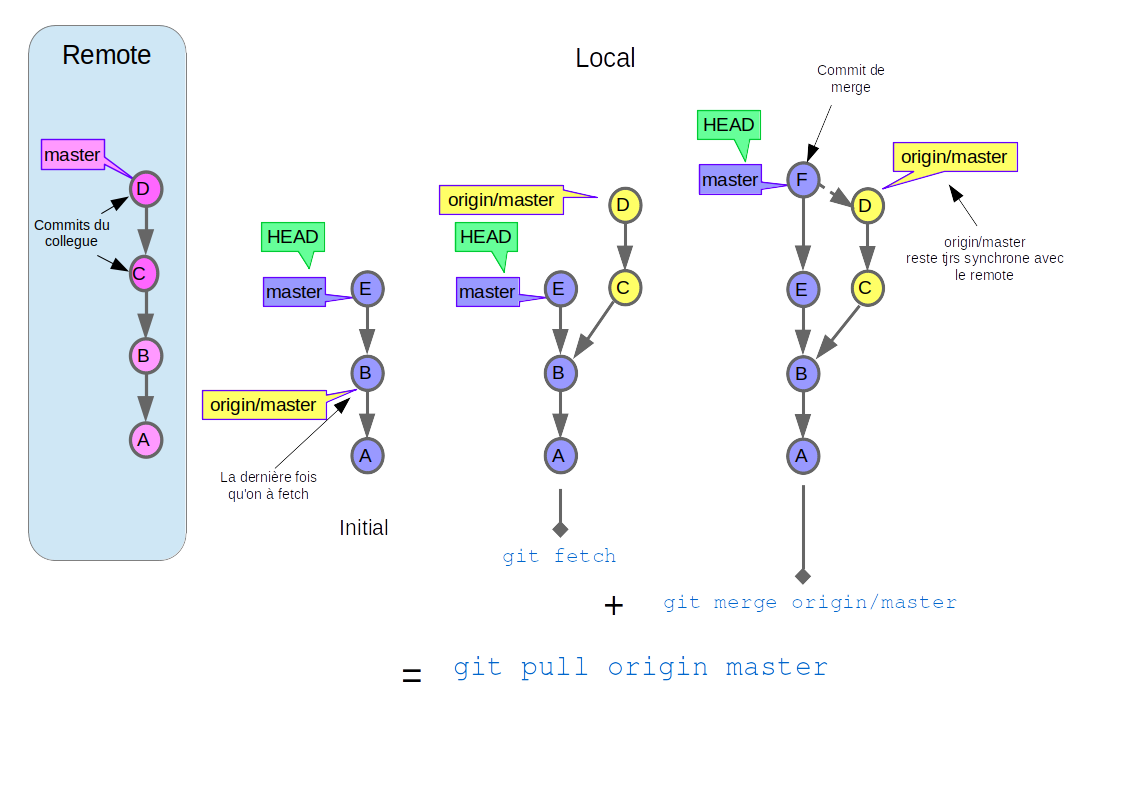 Remote
master
D
Commits du
collegue
C
B
A
Local
HEAD
master
E
B
origin/master
A
La dernière fois
qu'on à fetch
Initial
origin/master
D
HEAD
master
E
C
B
A
git fetch
Commit de
merge
HEAD
master
F
origin/master
D
origin/master
reste tjrs synchrone avec
le remote
E
C
B
A
+
git merge origin/master
= git pull origin master